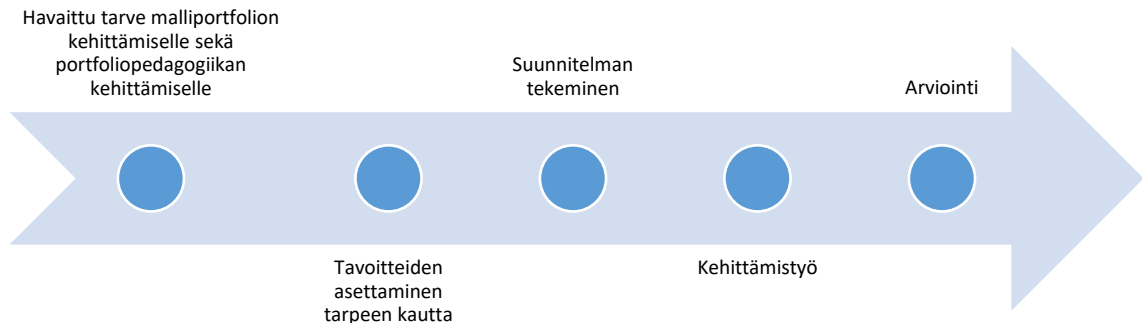 Havaittu tarve malliportfolion
kehittämiselle sekä
portfoliopedagogiikan
kehittämiselle
Tavoitteiden
asettaminen
tarpeen kautta
Suunnitelman
tekeminen
Kehittämistyö
Arviointi